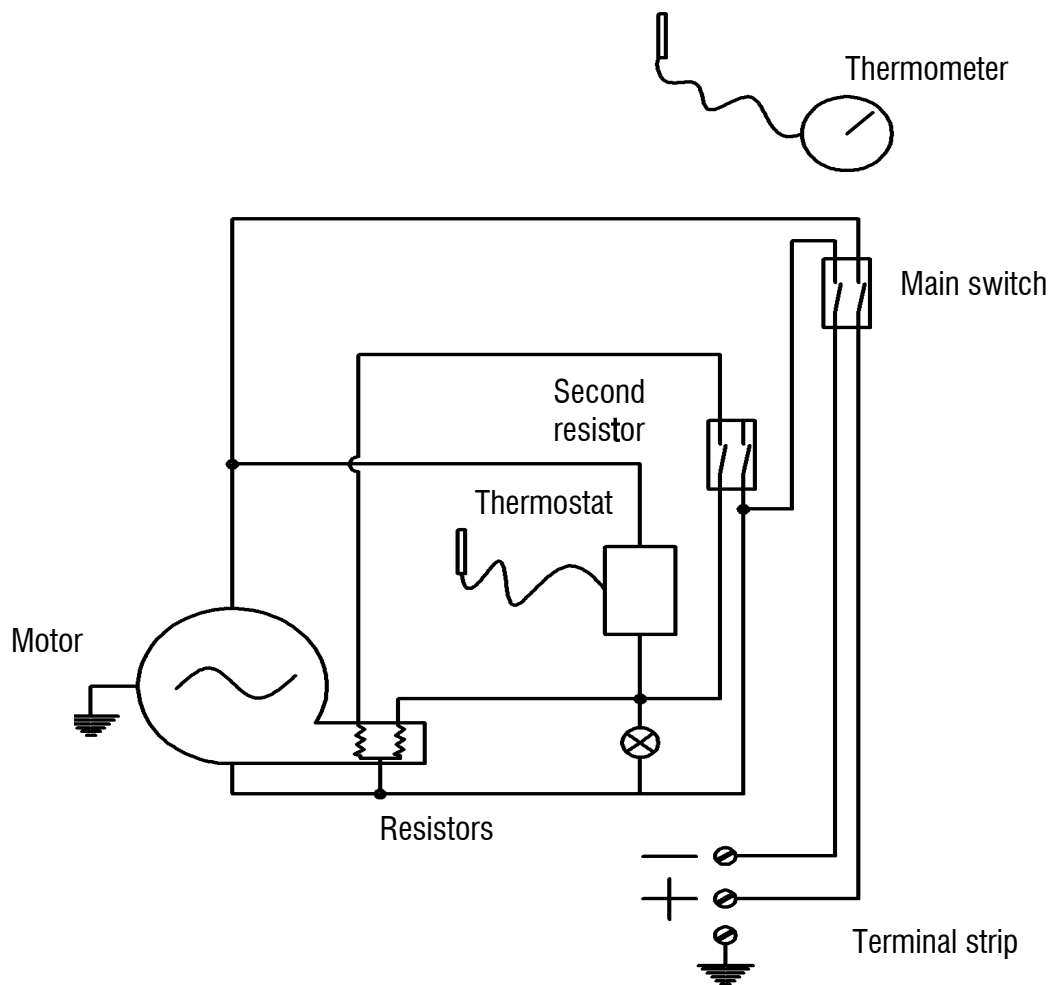 Thermometer
Main switch
Second
resistor
Thermostat
Motor
Resistors
Terminal strip